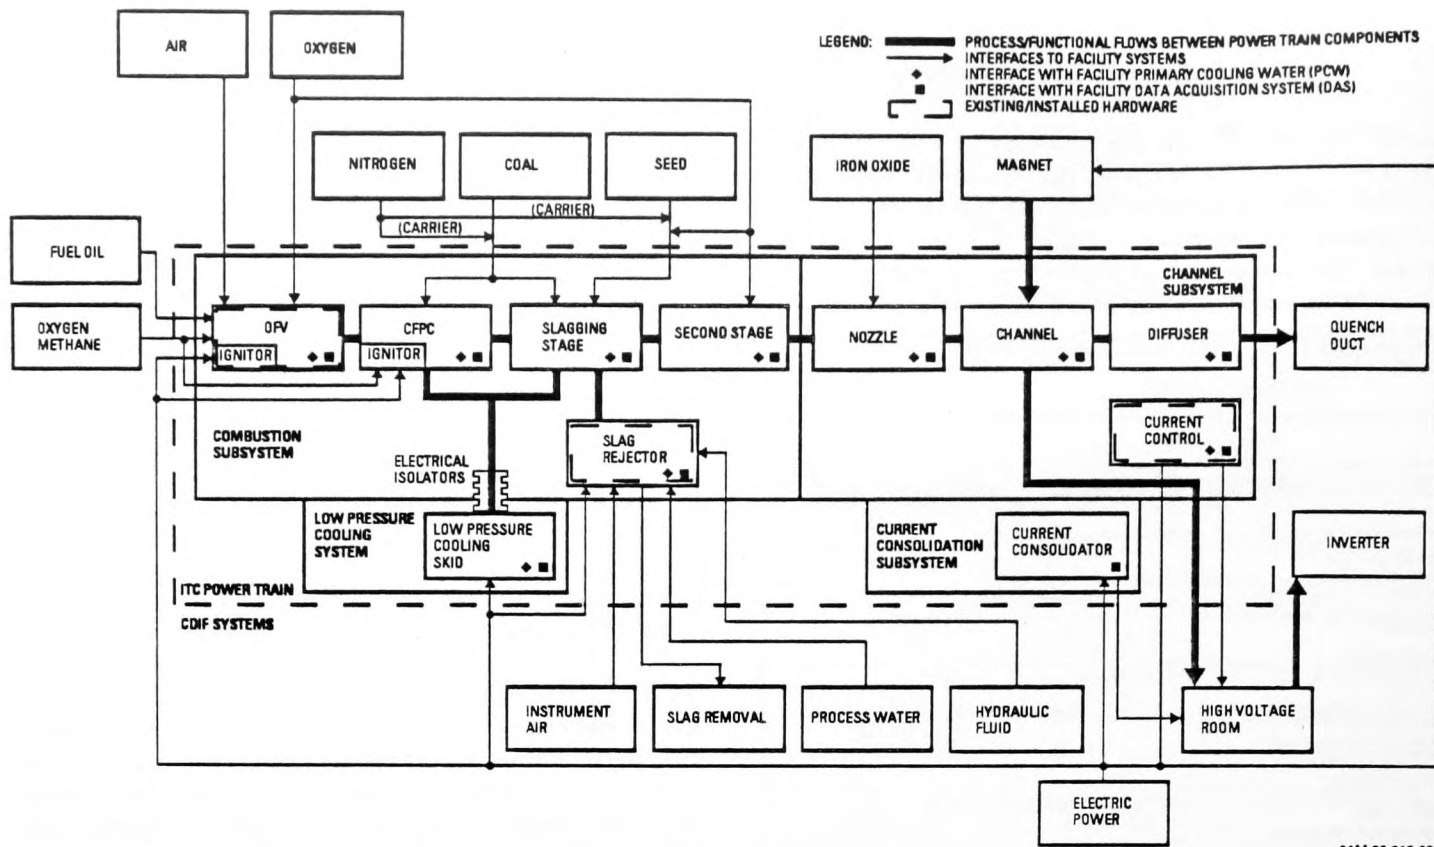 AIR
OXYGEN
LEGEND:
PROCESS/FUNCTIONAL FLOWS BETWEEN POWER TRAIN COMPONENTS
INTERFACES TO FACILITY SYSTEMS
INTERFACE WITH FACILITY PRIMARY COOLING WATER (PCW)
INTERFACE WITH FACILITY DATA ACQUISITION SYSTEM (DAS)
EXISTING/INSTALLED HARDWARE
NITROGEN
COAL
SEED
IRON OXIDE
MAGNET
(CARRIER)
(CARRIER)
FUEL OIL
OXYGEN
METHANE
CHANNEL
SUBSYSTEM
OFV
IGNITOR
CFPC
IGNITOR
SLAGGING
STAGE
SECOND STAGE
NOZZLE
CHANNEL
DIFFUSER
QUENCH
DUCT
COMBUSTION
SUBSYSTEM
SLAG
REJECTOR
CURRENT
CONTROL
ELECTRICAL
ISOLATORS
LOW PRESSURE
COOLING
SYSTEM
LOW PRESSURE
COOLING
SKID
CURRENT
CONSOLIDATION
SUBSYSTEM
CURRENT
CONSOLIDATOR
INVERTER
ITC POWER TRAIN
CDIF SYSTEMS
INSTRUMENT
AIR
SLAG REMOVAL
PROCESS WATER
HYDRAULIC
FLUID
HIGH VOLTAGE
ROOM
ELECTRIC
POWER